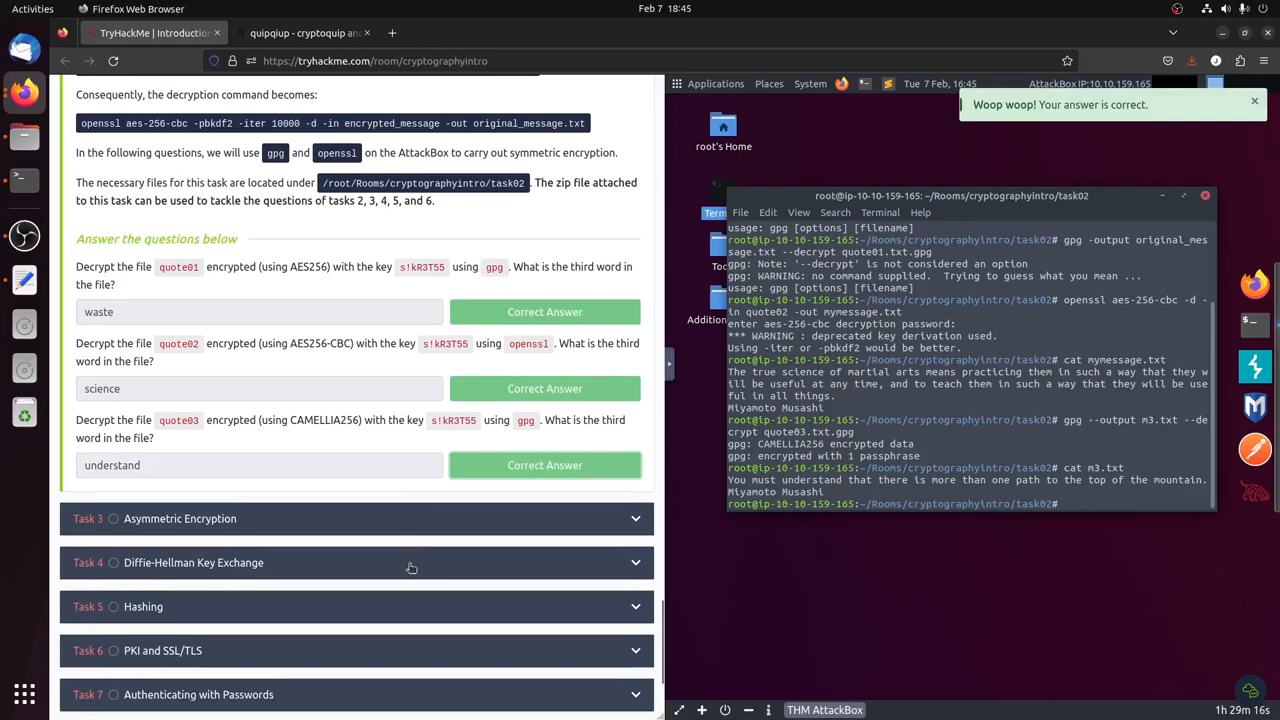 Activities
Firefox Web Browser
Feb 7 18:45
TryHackMe | Introduction
quipqiup - cryptoquip and
https://tryhackme.com/room/cryptographyintro
Consequently, the decryption command becomes:
openssl aes-256-cbc -pbkdf2 -iter 10000 -d -in encrypted_message -out original_message.txt
In the following questions, we will use gpg and openssl on the AttackBox to carry out symmetric encryption.
The necessary files for this task are located under /root/Rooms/cryptographyintro/task02 . The zip file attached
to this task can be used to tackle the questions of tasks 2, 3, 4, 5, and 6.
Answer the questions below
Decrypt the file quote01 encrypted (using AES256) with the key s!kR3T55 using gpg . What is the third word in
the file?
waste
Correct Answer
Decrypt the file quote02 encrypted (using AES256-CBC) with the key s!kR3T55 using openssl . What is the third
word in the file?
science
Correct Answer
Decrypt the file quote03 encrypted (using CAMELLIA256) with the key s!kR3T55 using gpg . What is the third
word in the file?
understand
Correct Answer
Task 3 Asymmetric Encryption
Task 4 Diffie-Hellman Key Exchange
Task 5 Hashing
Task 6 PKI and SSL/TLS
Task 7 Authenticating with Passwords
Applications Places System
Tue 7 Feb, 16:45
AttackBox IP:10.10.159.165
Woop woop! Your answer is correct.
root's Home
Term
Too
Addition
root@ip-10-10-159-165: ~/Rooms/cryptographyintro/task02
File Edit View Search Terminal Help
usage: gpg [options] [filename]
root@ip-10-10-159-165:~/Rooms/cryptographyintro/task02# gpg -output original_mes
sage.txt --decrypt quote01.txt.gpg
gpg: Note: '--decrypt' is not considered an option
gpg: WARNING: no command supplied.  Trying to guess what you mean ...
usage: gpg [options] [filename]
root@ip-10-10-159-165:~/Rooms/cryptographyintro/task02# openssl aes-256-cbc -d -
in quote02 -out mymessage.txt
enter aes-256-cbc decryption password:
*** WARNING : deprecated key derivation used.
Using -iter or -pbkdf2 would be better.
root@ip-10-10-159-165:~/Rooms/cryptographyintro/task02# cat mymessage.txt
The true science of martial arts means practicing them in such a way that they w
ill be useful at any time, and to teach them in such a way that they will be use
ful in all things.
Miyamoto Musashi
root@ip-10-10-159-165:~/Rooms/cryptographyintro/task02# gpg --output m3.txt --de
crypt quote03.txt.gpg
gpg: CAMELLIA256 encrypted data
gpg: encrypted with 1 passphrase
root@ip-10-10-159-165:~/Rooms/cryptographyintro/task02# cat m3.txt
You must understand that there is more than one path to the top of the mountain.
Miyamoto Musashi
root@ip-10-10-159-165:~/Rooms/cryptographyintro/task02#
THM AttackBox
1h 29m 16s